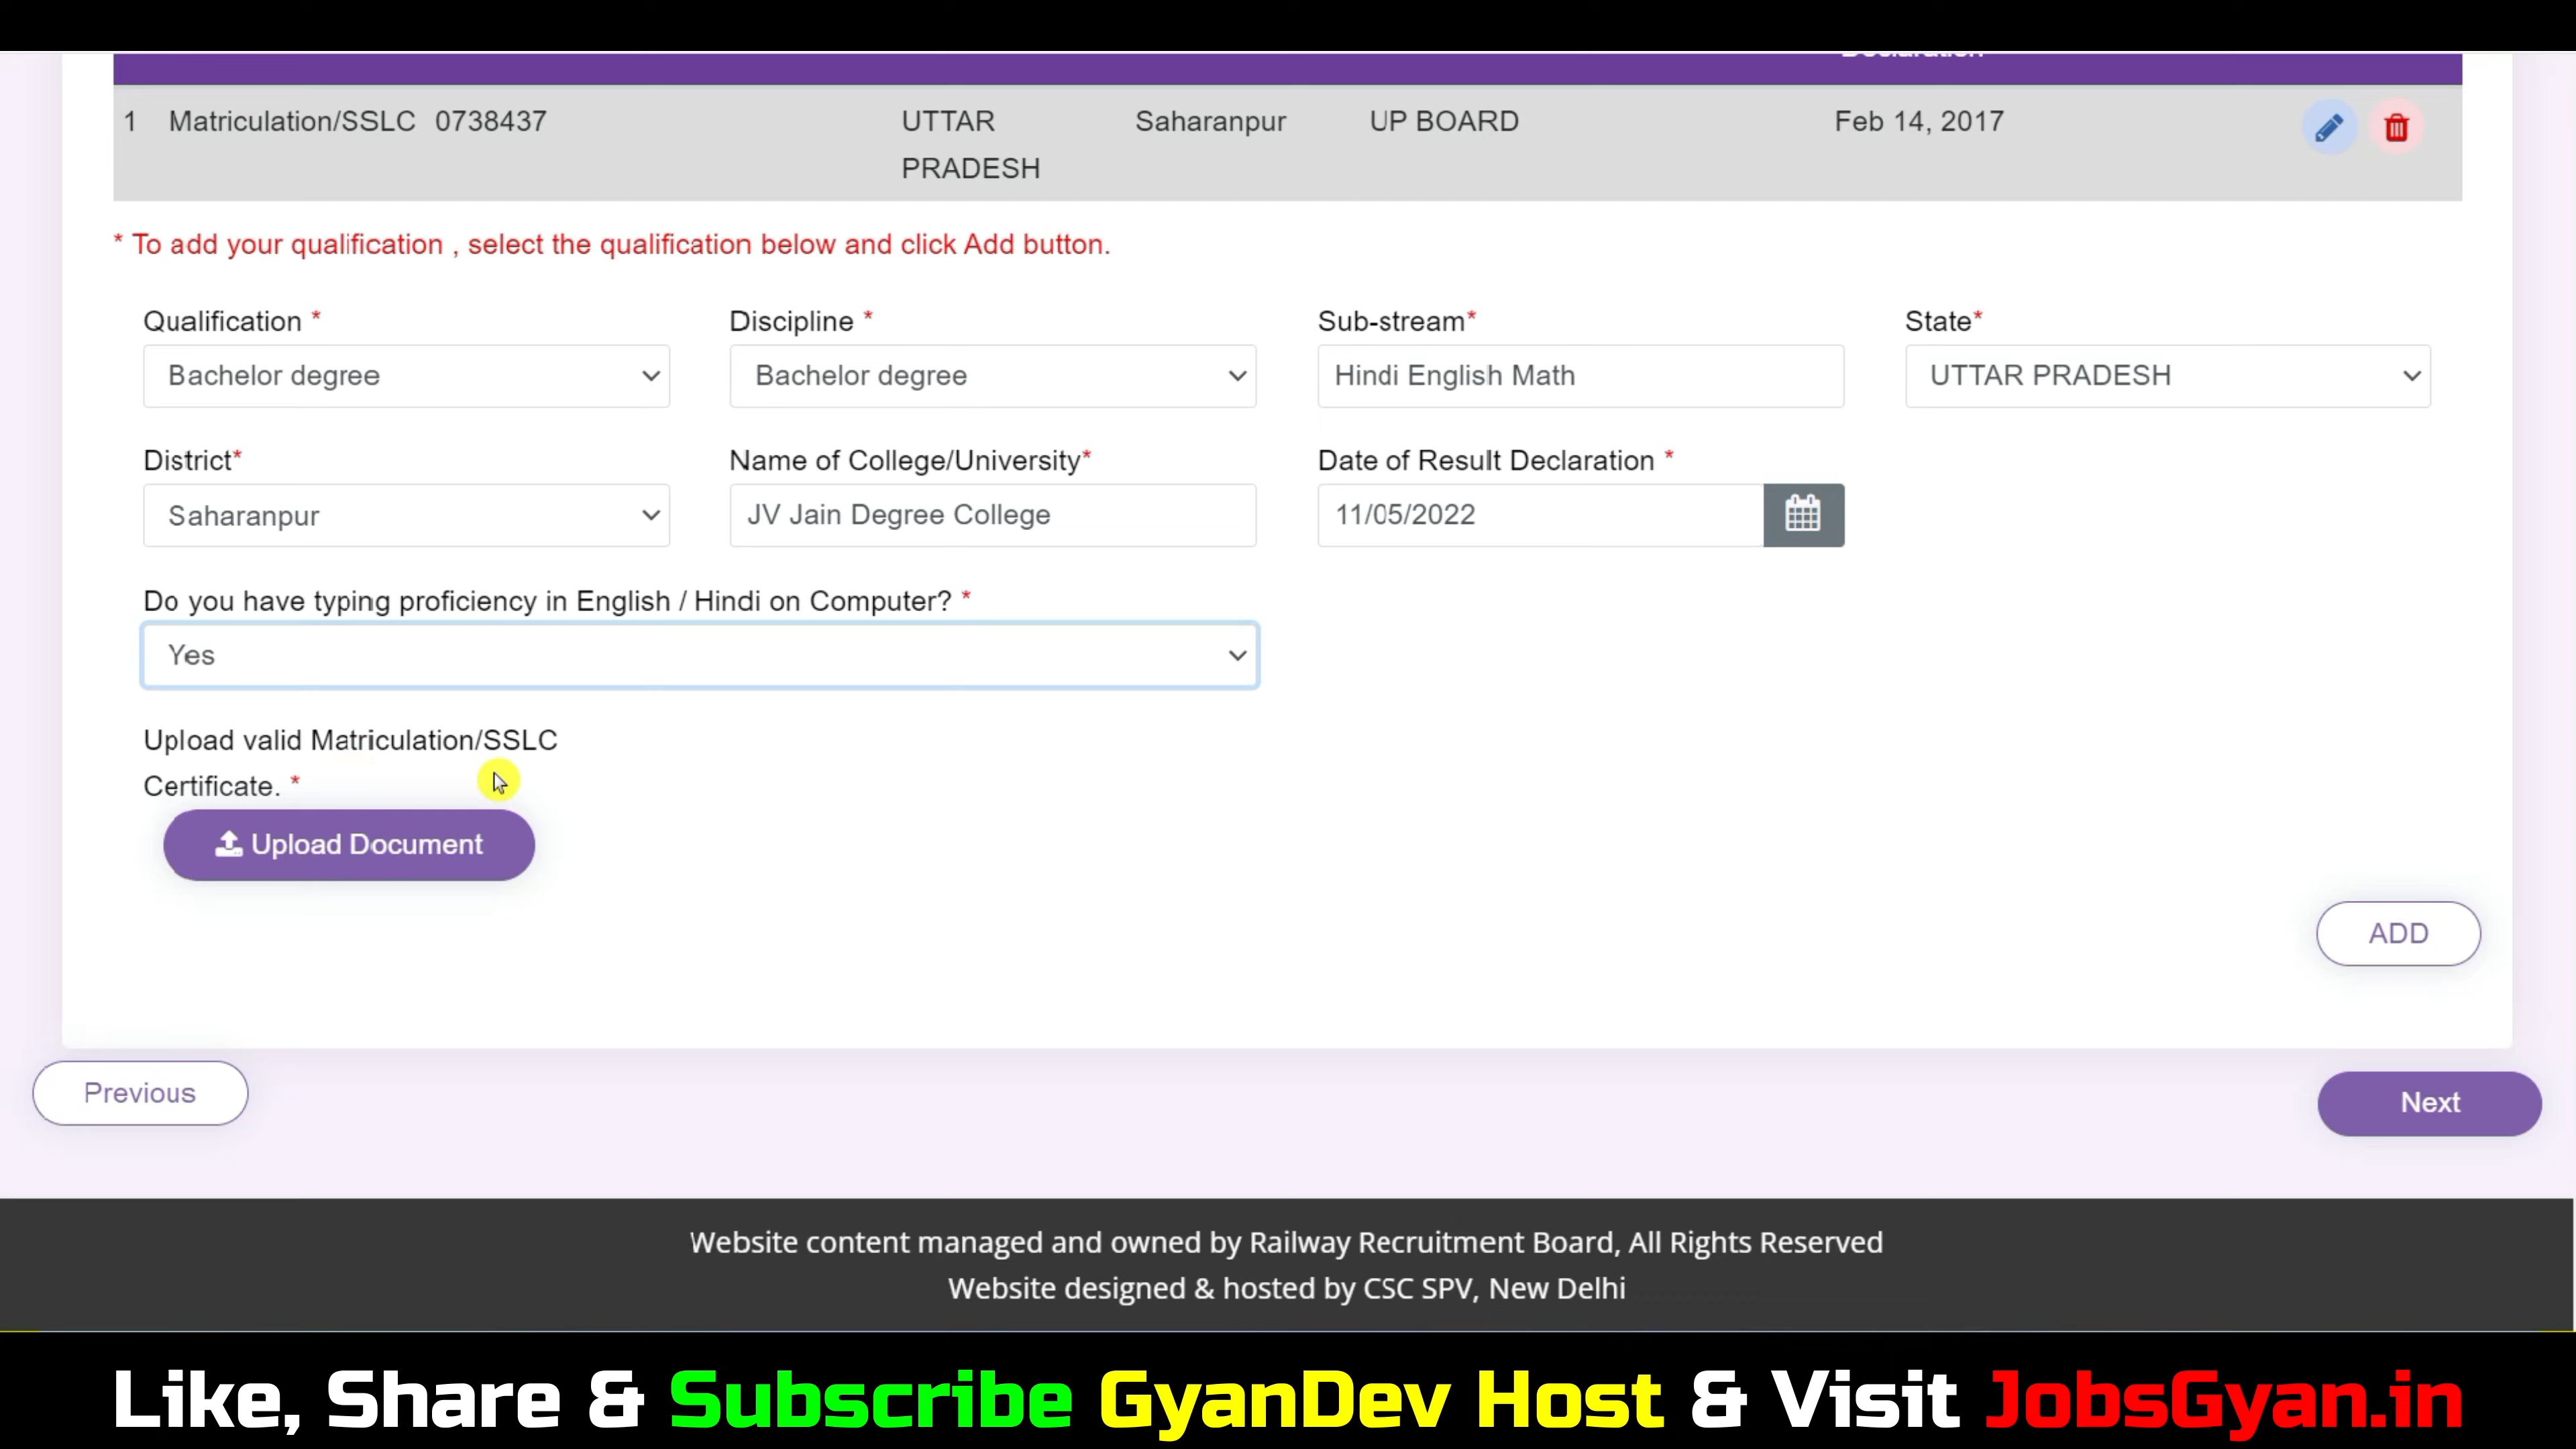 Declaration
1 Matriculation/SSLC 0738437 UTTAR PRADESH Saharanpur UP BOARD Feb 14, 2017
* To add your qualification , select the qualification below and click Add button.
Qualification * Discipline * Sub-stream* State*
Bachelor degree Bachelor degree Hindi English Math UTTAR PRADESH
District* Name of College/University* Date of Result Declaration *
Saharanpur JV Jain Degree College 11/05/2022
Do you have typing proficiency in English / Hindi on Computer? *
Yes
Upload valid Matriculation/SSLC
Certificate. *
Upload Document
ADD
Previous
Next
Website content managed and owned by Railway Recruitment Board, All Rights Reserved
Website designed & hosted by CSC SPV, New Delhi
Like, Share & Subscribe GyanDev Host & Visit JobsGyan.in